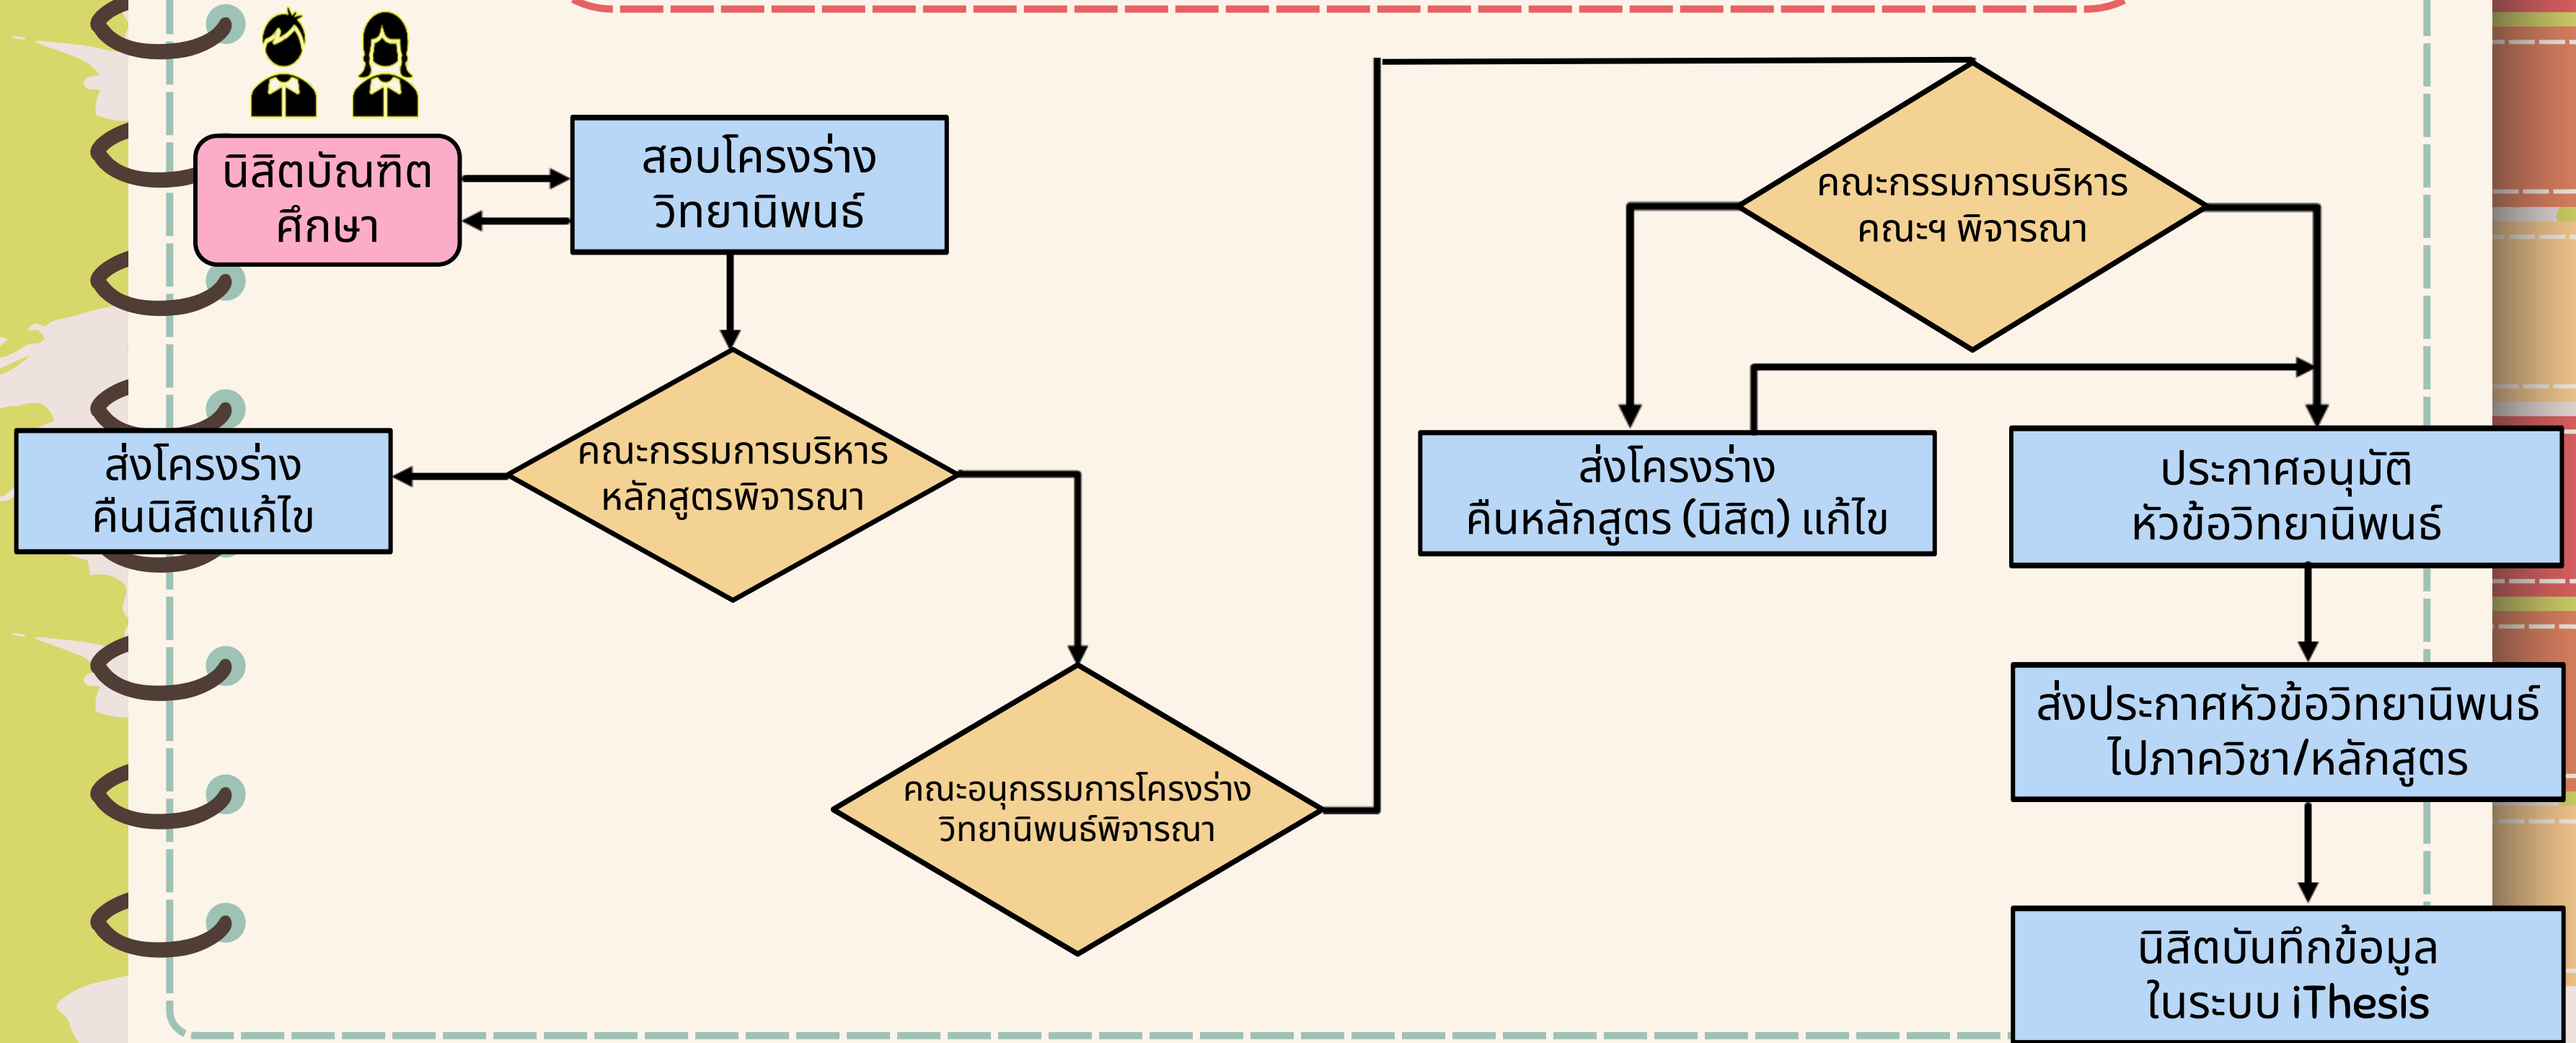 นิสิตบัณฑิต
ศึกษา
สอบโครงร่าง
วิทยานิพนธ์
คณะกรรมการบริหาร
หลักสูตรพิจารณา
ส่งโครงร่าง
คืนนิสิตแก้ไข
คณะอนุกรรมการโครงร่าง
วิทยานิพนธ์พิจารณา
คณะกรรมการบริหาร
คณะฯ พิจารณา
ส่งโครงร่าง
คืนหลักสูตร (นิสิต) แก้ไข
ประกาศอนุมัติ
หัวข้อวิทยานิพนธ์
ส่งประกาศหัวข้อวิทยานิพนธ์
ไปภาควิชา/หลักสูตร
นิสิตบันทึกข้อมูล
ในระบบ iThesis